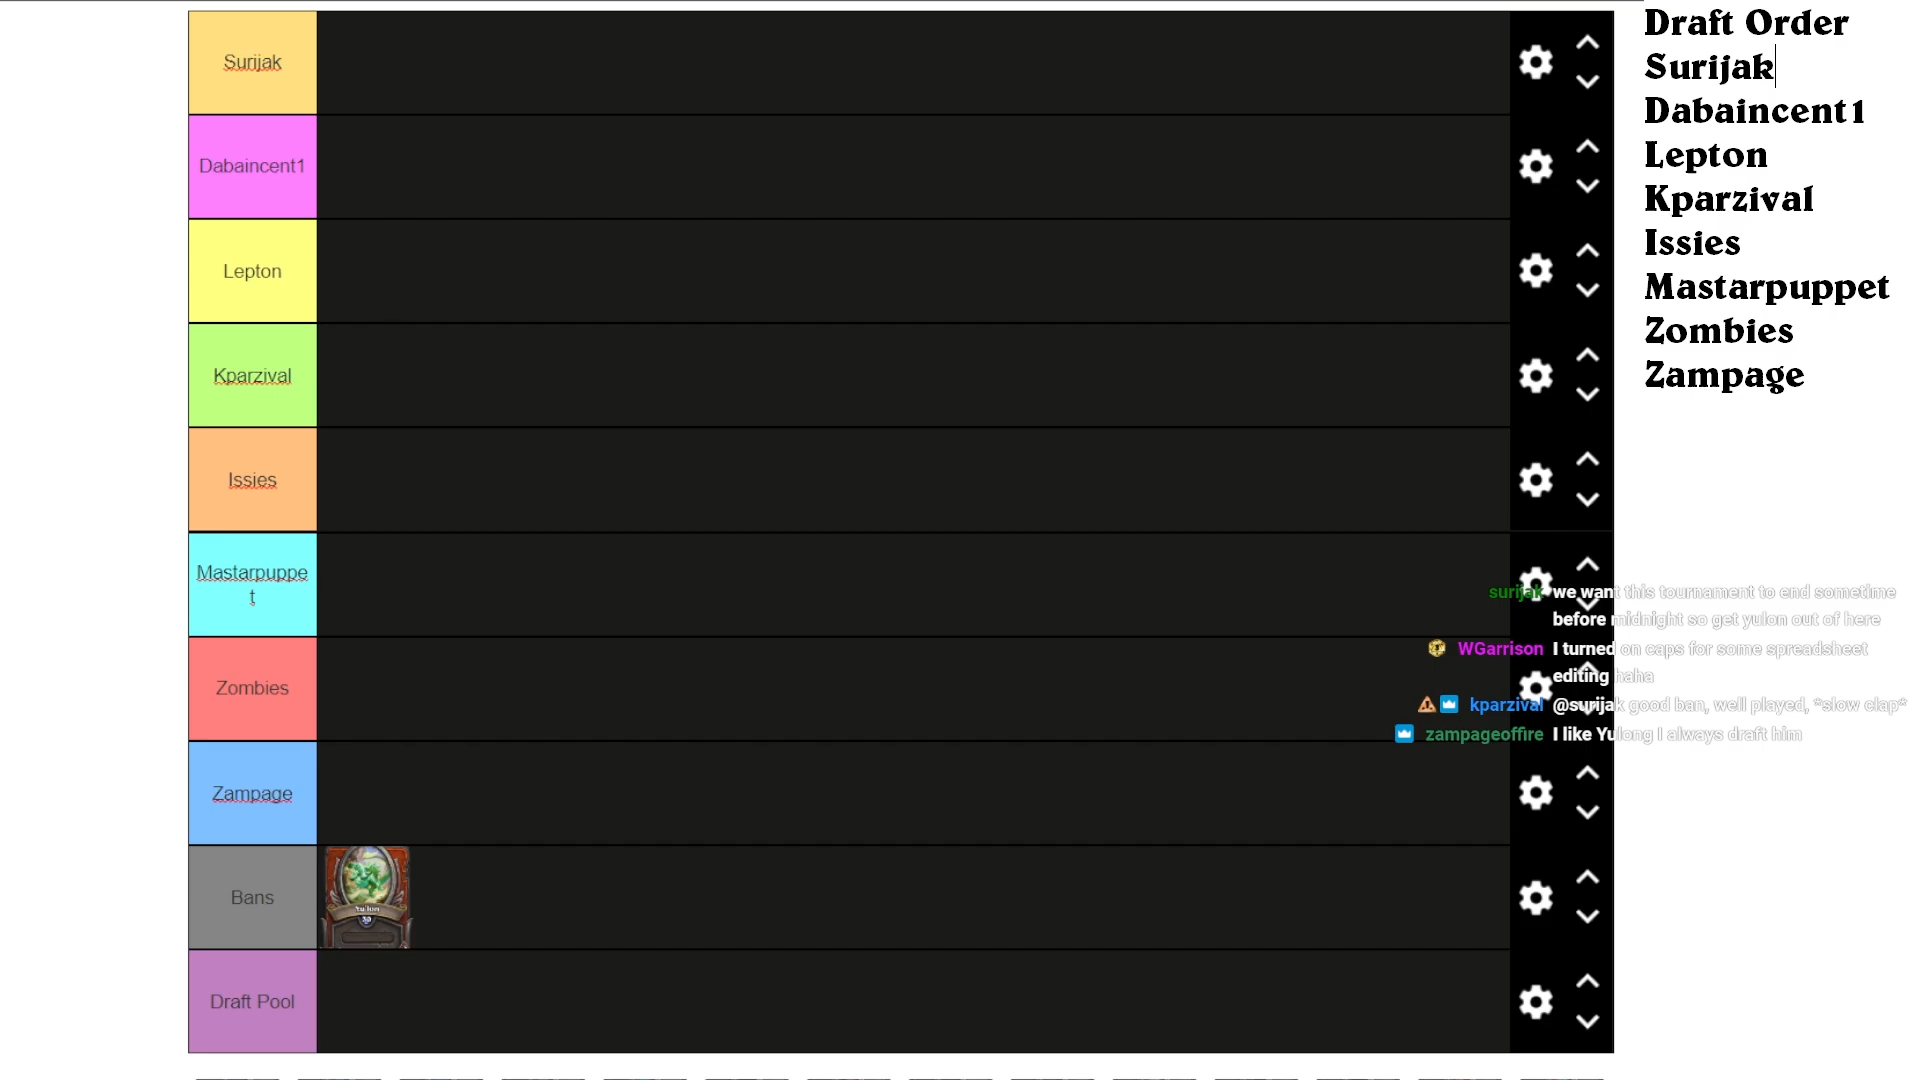 Surijak
Dabaincent1
Lepton
Kparzival
Issies
Mastarpuppe
t
Zombies
Zampage
Bans
Yulon
Draft Pool
Draft Order
Surijak
Dabaincent1
Lepton
Kparzival
Issies
Mastarpuppet
Zombies
Zampage
surijak we want this tournament to end sometime
before midnight so get yulon out of here
WGarrison I turned on caps for some spreadsheet
editing haha
kparzival @surijak good ban, well played, *slow clap*
zampageoffire I like Yulong I always draft him